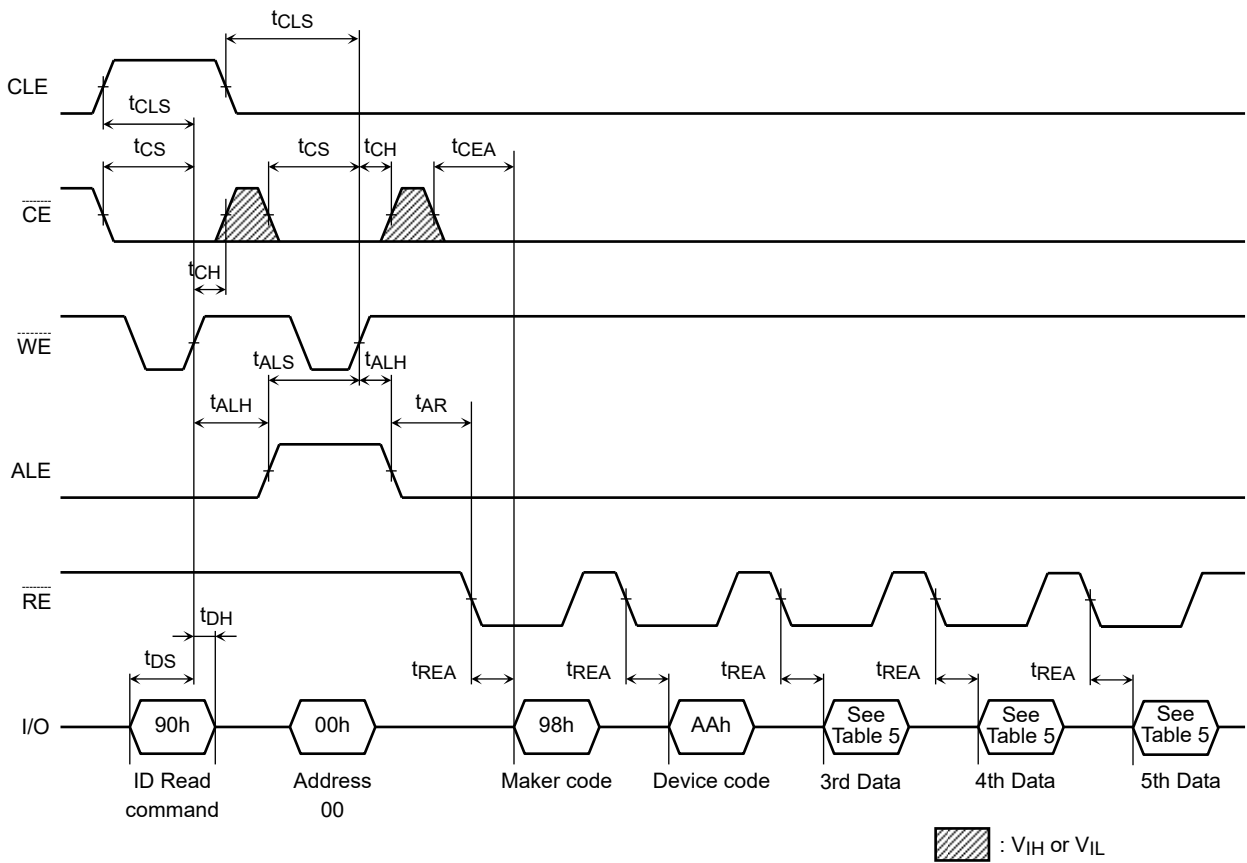 tCLS
CLE
tCLS
tCS
tCS
tCH
tCEA
CE
tCH
WE
tALS
tALH
tALH
tAR
ALE
RE
tDH
tDS
tREA
tREA
tREA
tREA
tREA
I/O
90h
00h
98h
AAh
See
Table 5
See
Table 5
See
Table 5
ID Read
command
Address
00
Maker code
Device code
3rd Data
4th Data
5th Data
: VIH or VIL